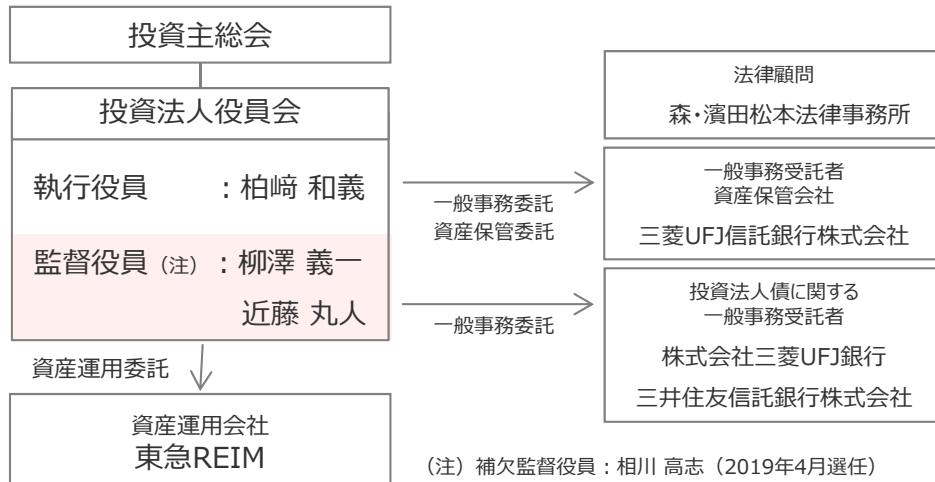 投資主総会
投資法人役員会
執行役員 ：柏﨑 和義
監督役員（注）：柳澤 義一
近藤 丸人
資産運用委託
資産運用会社
東急REIM
一般事務委託
資産保管委託
一般事務委託
法律顧問
森・濱田松本法律事務所
一般事務受託者
資産保管会社
三菱UFJ信託銀行株式会社
投資法人債に関する
一般事務受託者
株式会社三菱UFJ銀行
三井住友信託銀行株式会社
（注）補欠監督役員：相川 高志（2019年4月選任）